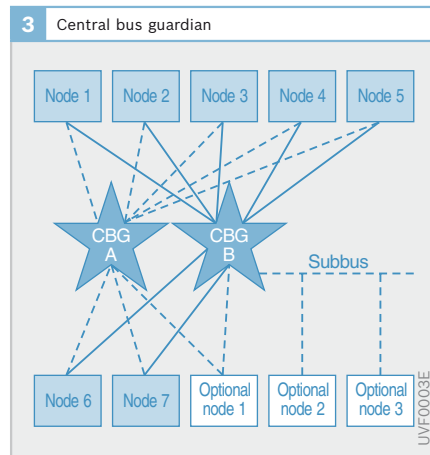 3 Central bus guardian
Node 1 Node 2 Node 3 Node 4 Node 5
CBG
A
CBG
B
Subbus
Node 6 Node 7
Optional
node 1
Optional
node 2
Optional
node 3
UVF0003E